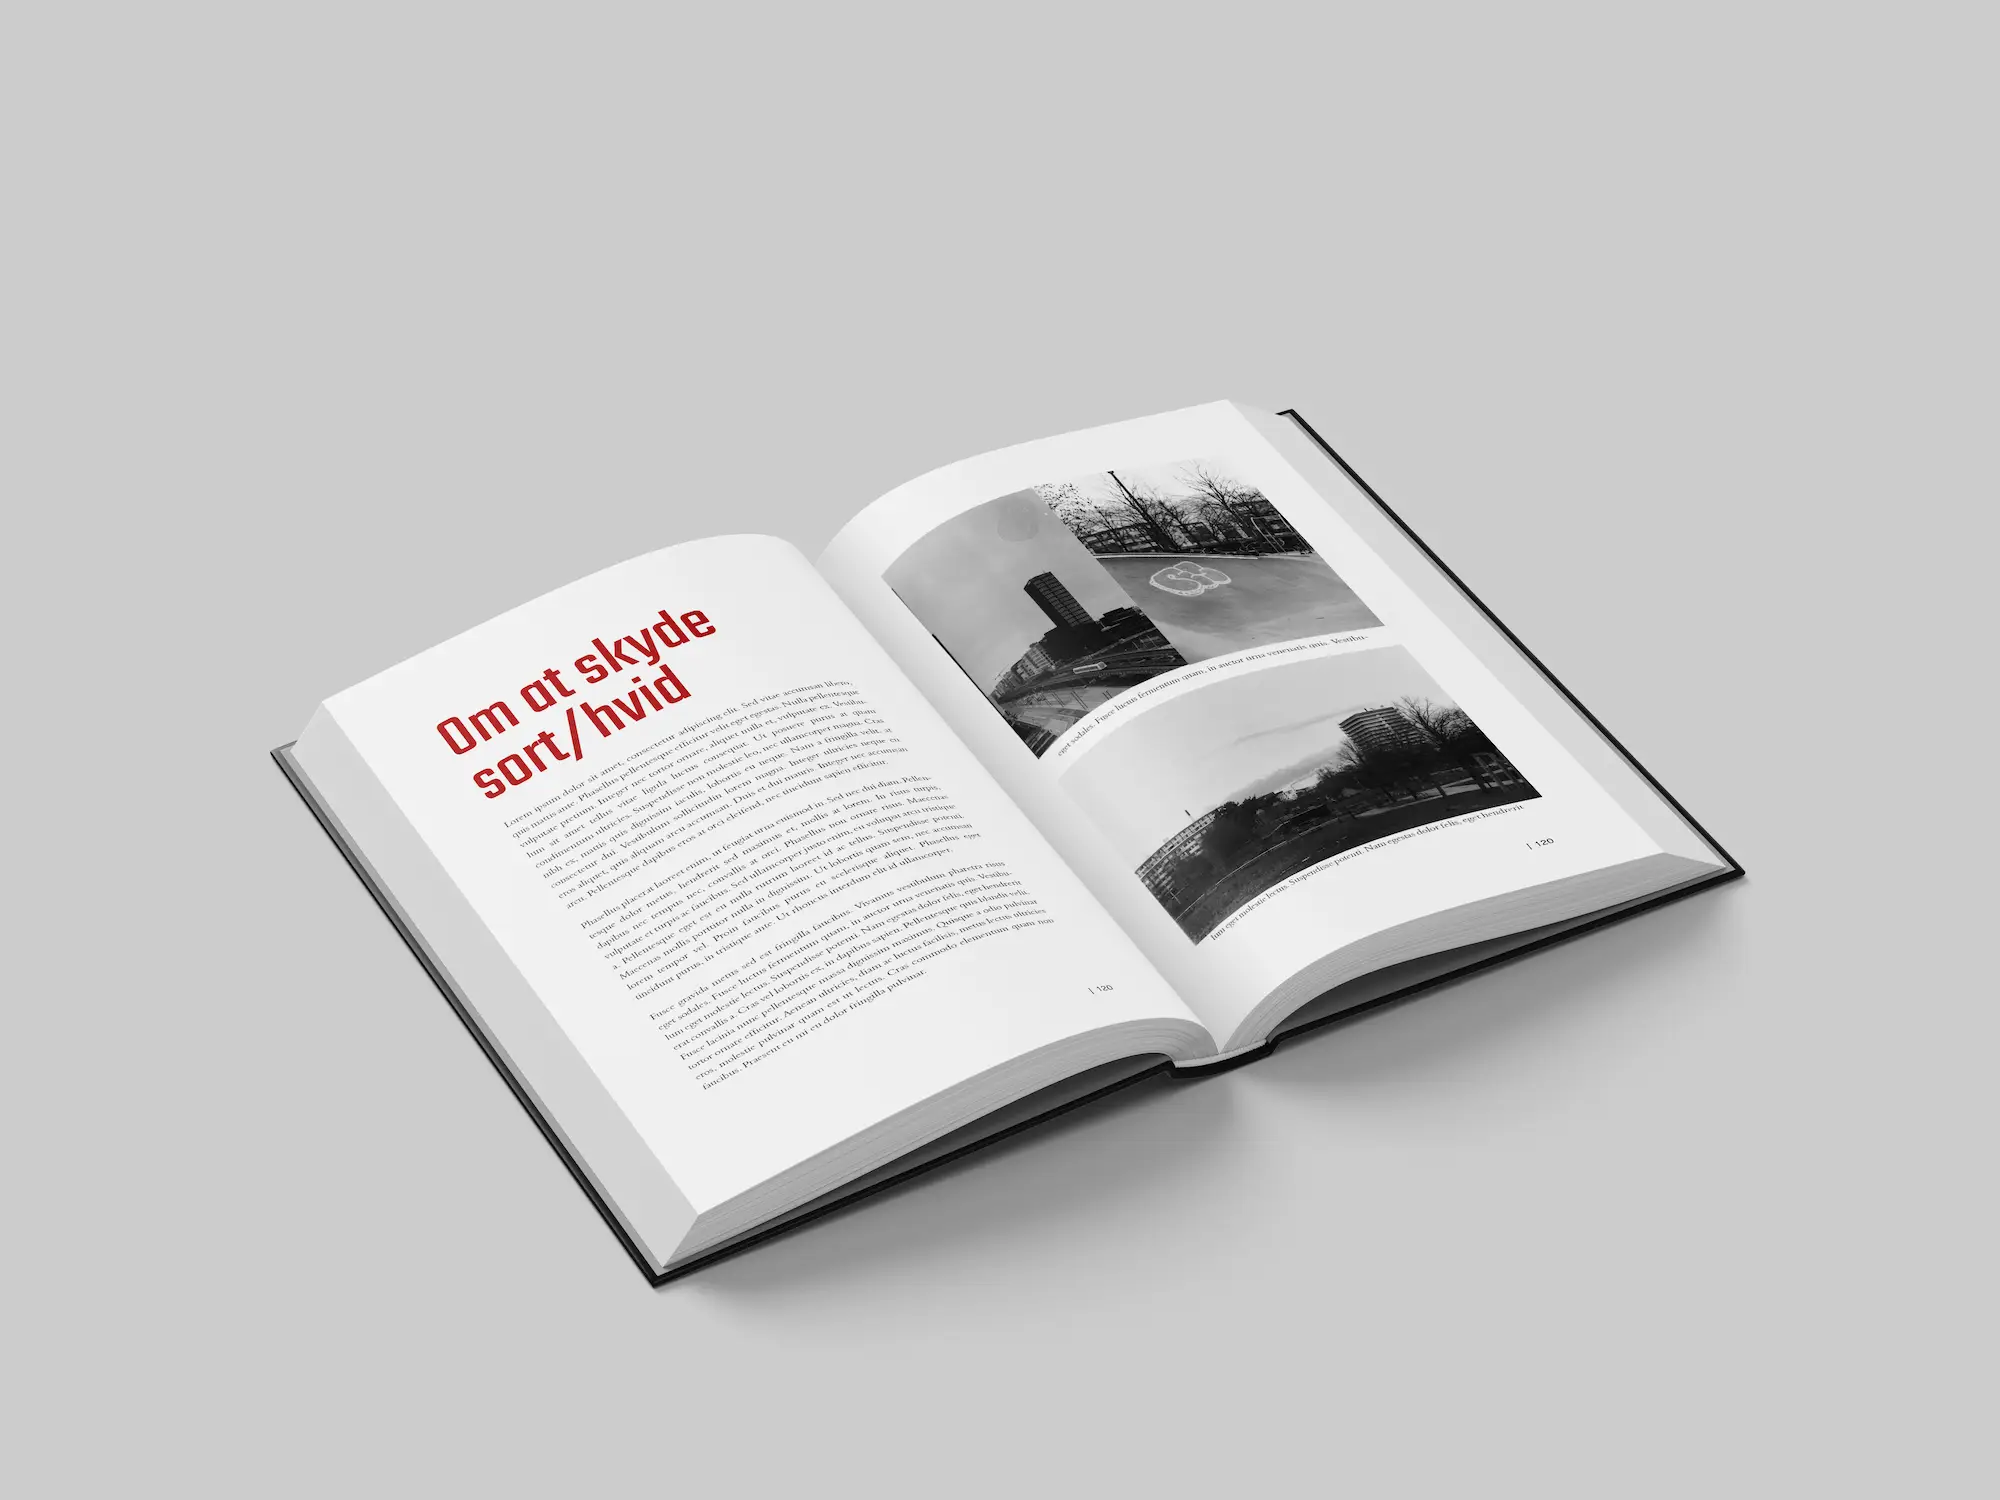 Om at skyde
sort/hvid
Lorem ipsum dolor sit amet, consectetur adipiscing elit. Sed vitae accumsan libero,
quis mattis ante. Phasellus pellentesque efficitur velit eget egestas. Nulla pellentesque
vulputate pretium. Integer nec tortor ornare, aliquet nulla et, vulputate ex. Vestibu-
lum sit amet tellus vitae ligula luctus consequat. Ut posuere purus at quam
condimentum ultricies. Suspendisse non molestie leo, nec ullamcorper magna. Cras
nibh ex, mattis quis dignissim iaculis, lobortis eu neque. Nam a fringilla velit, at
consectetur dui. Vestibulum sollicitudin lorem magna. Integer ultricies neque eu
eros aliquet, quis aliquam arcu accumsan. Duis et dui mauris. Integer nec accumsan
arcu. Pellentesque dapibus eros at orci eleifend, nec tincidunt sapien efficitur.
Phasellus placerat laoreet enim, ut feugiat urna euismod in. Sed nec dui diam. Pellen-
tesque dolor metus, hendrerit sed maximus et, mollis at lorem. In risus turpis,
dapibus nec tempus nec, convallis at orci. Phasellus non ornare risus. Maecenas
vulputate et turpis ac faucibus. Sed ullamcorper justo enim, eu volutpat arcu tristique
a. Pellentesque eget est eu nulla rutrum laoreet id ac tellus. Suspendisse potenti.
Maecenas mollis porttitor nulla in dignissim. Ut lobortis quam sem, nec accumsan
lorem tempor vel. Proin faucibus purus eu scelerisque aliquet. Phasellus eget
tincidunt purus, in tristique ante. Ut rhoncus interdum elit id ullamcorper.
Fusce gravida metus sed est fringilla faucibus. Vivamus vestibulum pharetra risus
eget sodales. Fusce luctus fermentum quam, in auctor urna venenatis quis. Vestibu-
lum eget molestie lectus. Suspendisse potenti. Nam egestas dolor felis, eget hendrerit
erat convallis a. Cras vel lobortis ex, in dapibus sapien. Pellentesque quis blandit velit.
Fusce lacinia nunc pellentesque massa dignissim maximus. Quisque a odio pulvinar
tortor ornare efficitur. Aenean ultricies, diam ac luctus facilisis, metus lectus ultricies
eros, molestie pulvinar quam est ut lectus. Cras commodo elementum quam non
faucibus. Praesent eu mi eu dolor fringilla pulvinar.
| 120
eget sodales. Fusce luctus fermentum quam, in auctor urna venenatis quis. Vestibu-
lum eget molestie lectus. Suspendisse potenti. Nam egestas dolor felis, eget hendrerit
| 120